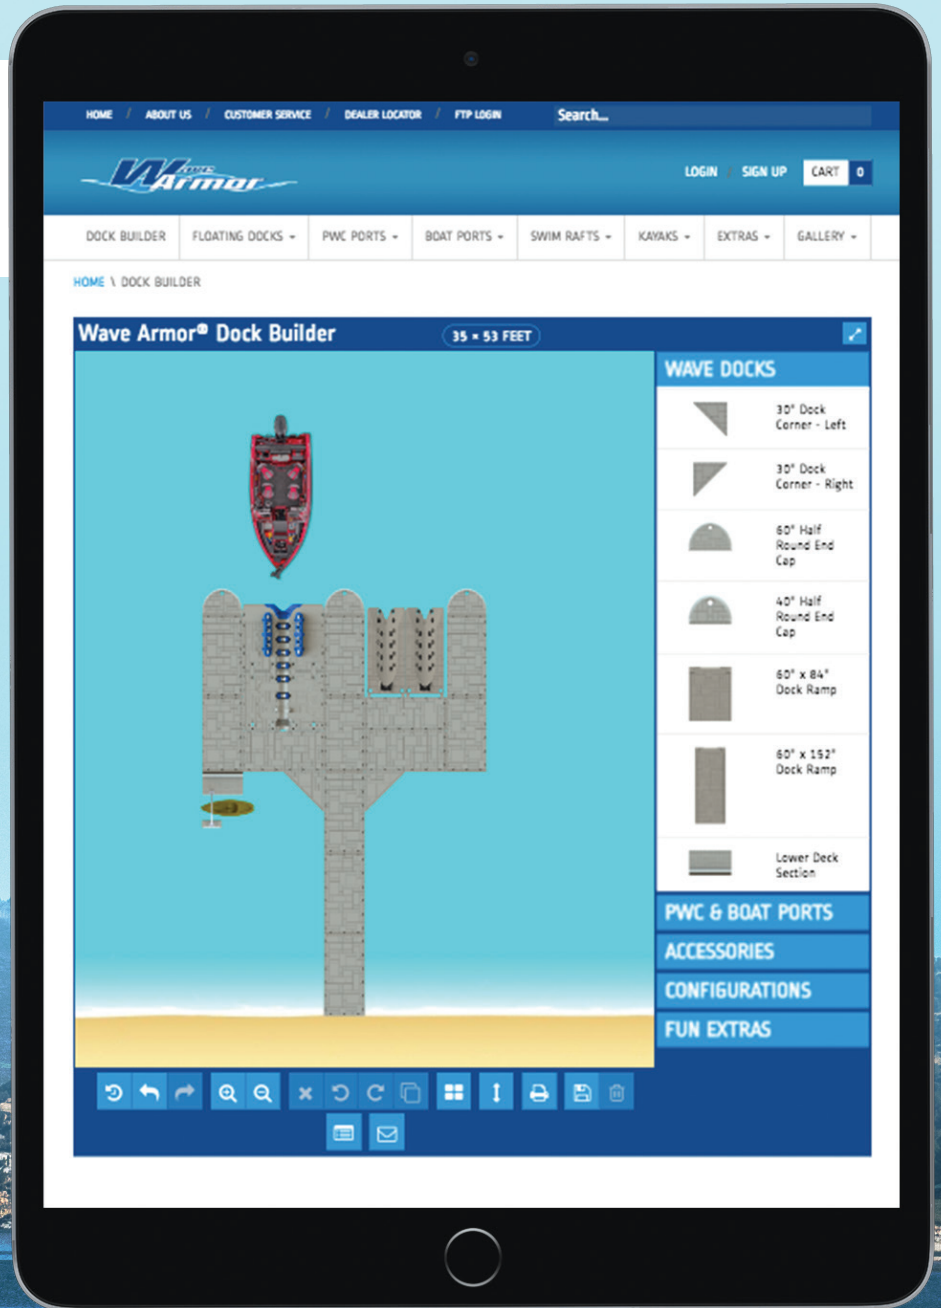 HOME / ABOUT US / CUSTOMER SERVICE / DEALER LOCATOR / FTP LOGIN
Search...
Wave
Armor
LOGIN / SIGN UP
CART 0
DOCK BUILDER
FLOATING DOCKS
PWC PORTS
BOAT PORTS
SWIM RAFTS
KAYAKS
EXTRAS
GALLERY
HOME \ DOCK BUILDER
Wave Armor® Dock Builder
35 × 53 FEET
WAVE DOCKS
30" Dock
Corner - Left
30" Dock
Corner - Right
60" Half
Round End
Cap
40" Half
Round End
Cap
60" x 84"
Dock Ramp
60" x 152"
Dock Ramp
Lower Deck
Section
PWC & BOAT PORTS
ACCESSORIES
CONFIGURATIONS
FUN EXTRAS